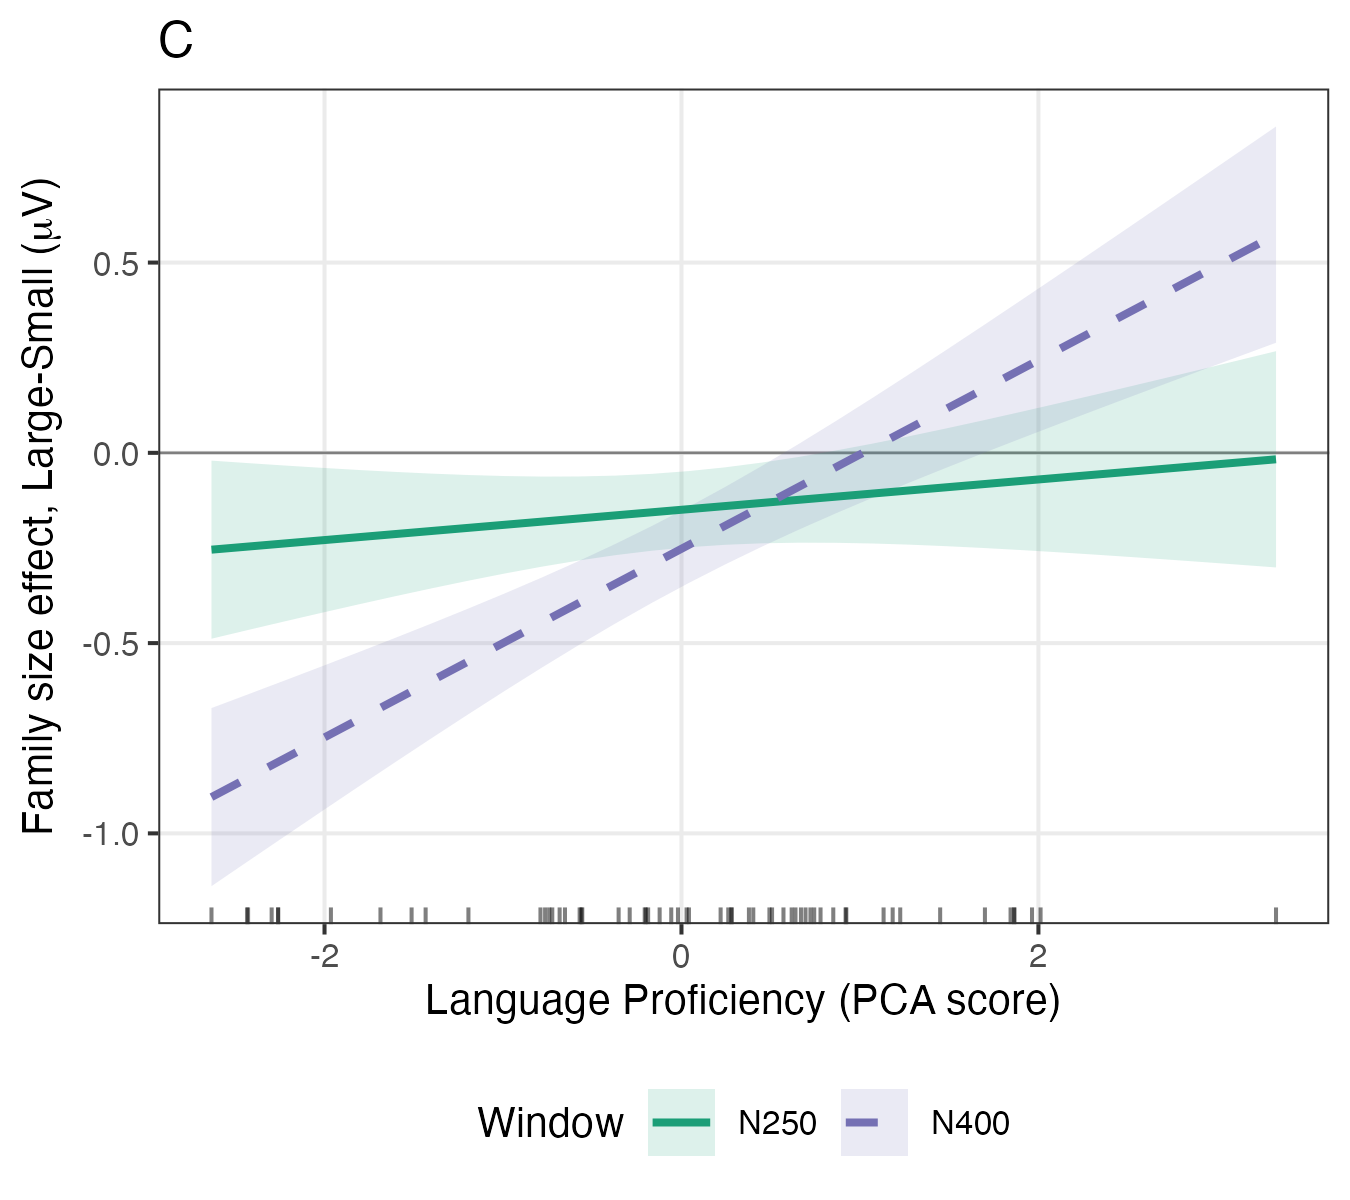 C
Family size effect, Large-Small (μV)
0.5
0.0
-0.5
-1.0
-2
0
2
Language Proficiency (PCA score)
Window
N250
N400